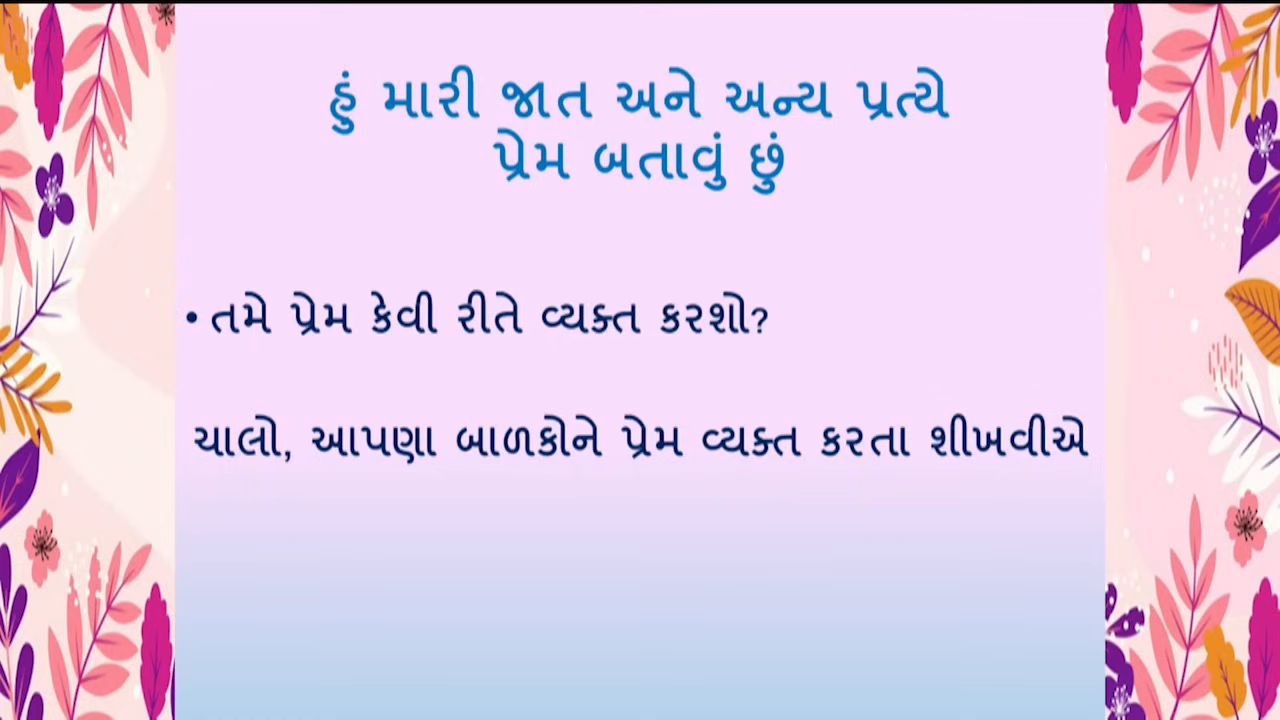 હું મારી જાત અને અન્ય પ્રત્યે
પ્રેમ બતાવું છું
• તમે પ્રેમ કેવી રીતે વ્યક્ત કરશો?
ચાલો, આપણા બાળકોને પ્રેમ વ્યક્ત કરતા શીખવીએ